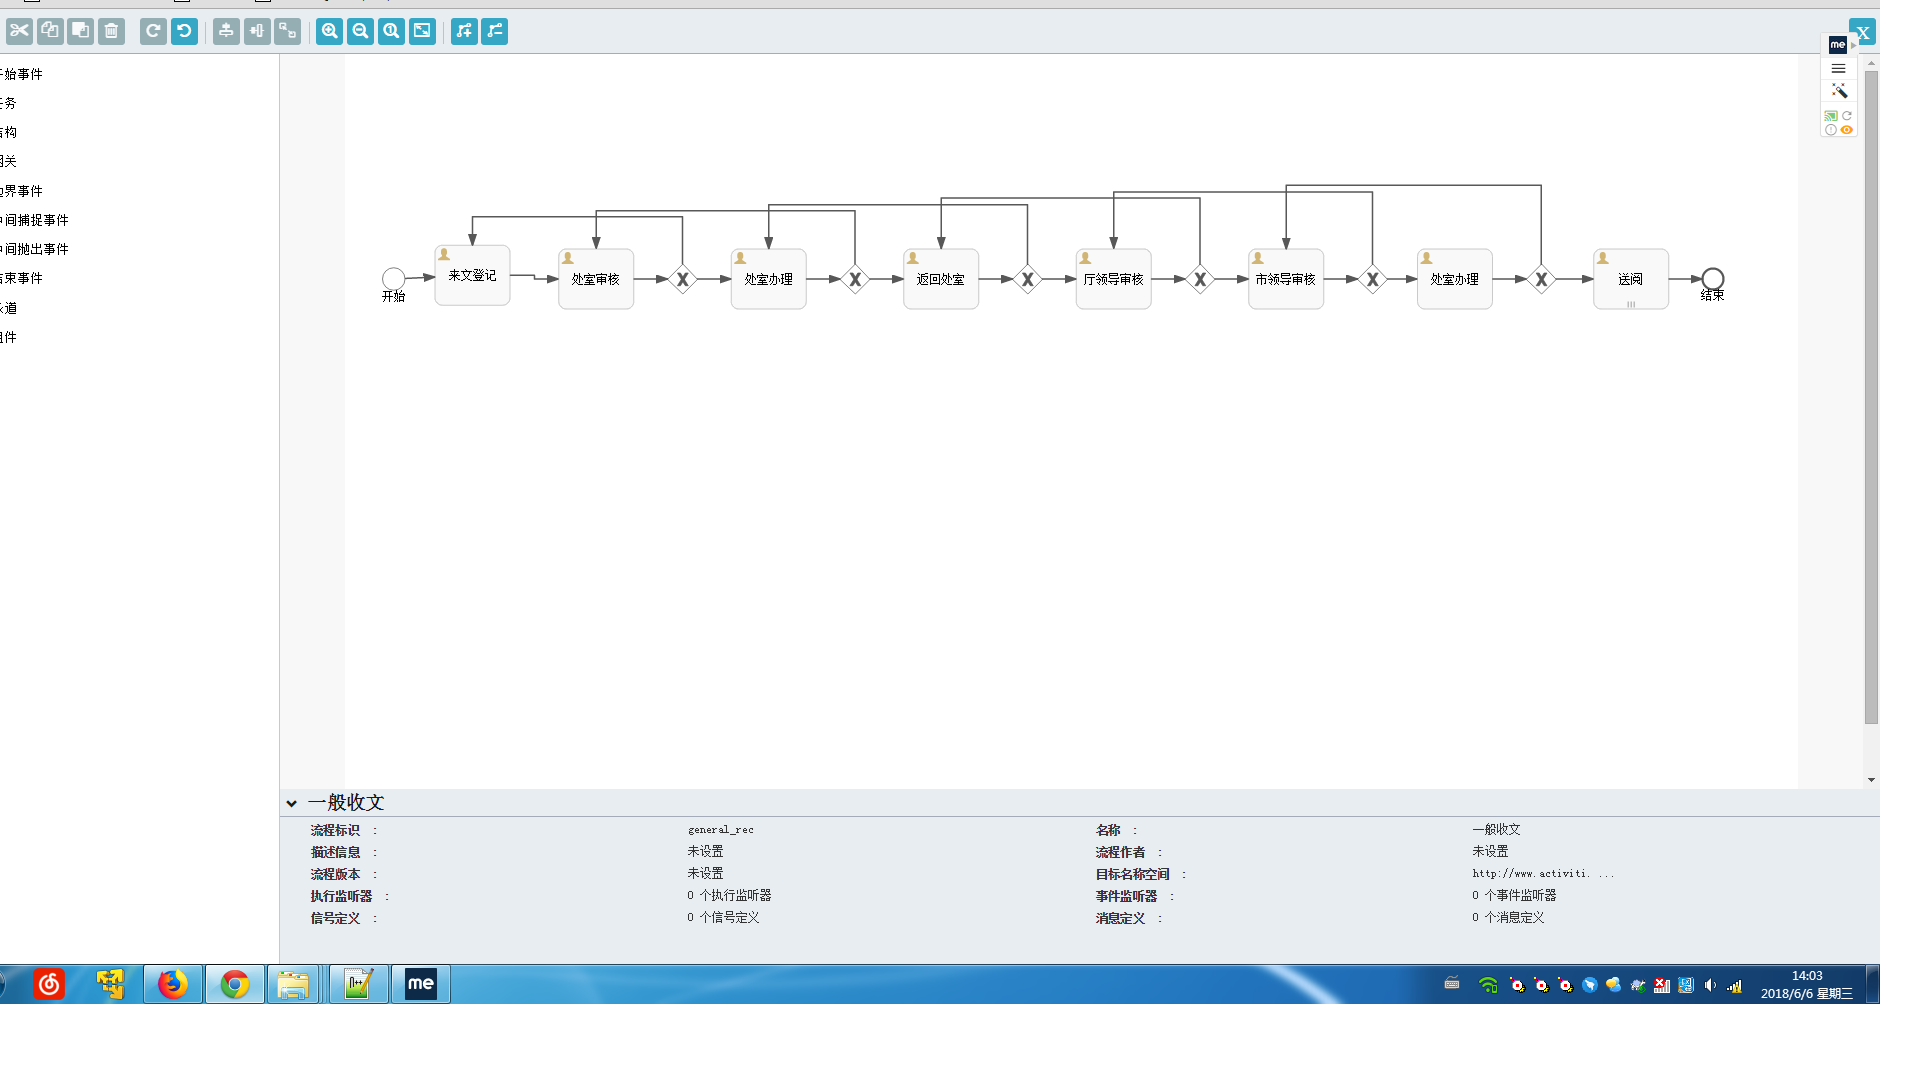 X
me
始事件
务
构
关
界事件
间捕捉事件
间抛出事件
束事件
道
件
开始
来文登记
处室审核
X
处室办理
X
返回处室
X
厅领导审核
X
市领导审核
X
处室办理
X
送阅
结束
一般收文
流程标识 : general_rec 名称 : 一般收文
描述信息 : 未设置 流程作者 : 未设置
流程版本 : 未设置 目标名称空间 : http://www.activiti. ...
执行监听器 : 0 个执行监听器 事件监听器 : 0 个事件监听器
信号定义 : 0 个信号定义 消息定义 : 0 个消息定义
me
14:03
2018/6/6 星期三